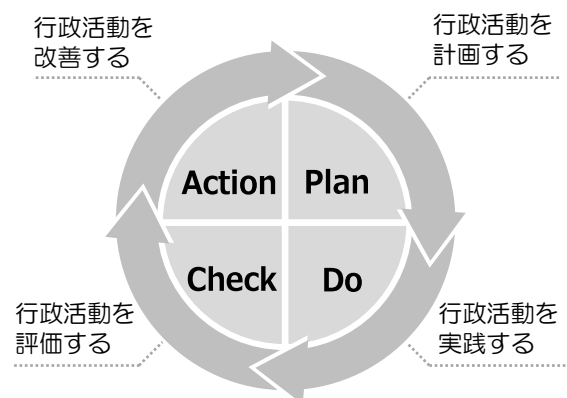 行政活動を
改善する
行政活動を
計画する
Action
Plan
Check
Do
行政活動を
評価する
行政活動を
実践する